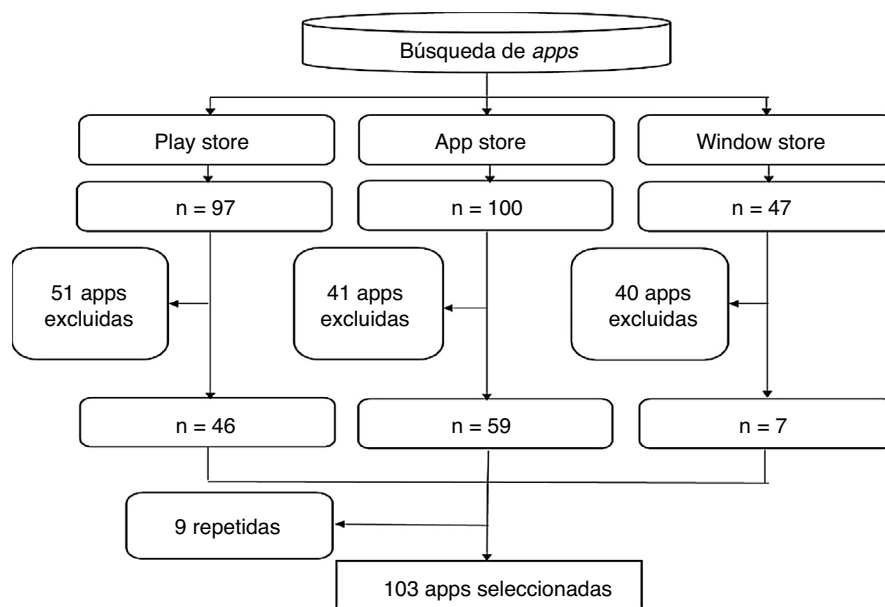 Búsqueda de apps
Play store
App store
Window store
n = 97
n = 100
n = 47
51 apps
excluidas
41 apps
excluidas
40 apps
excluidas
n = 46
n = 59
n = 7
9 repetidas
103 apps seleccionadas